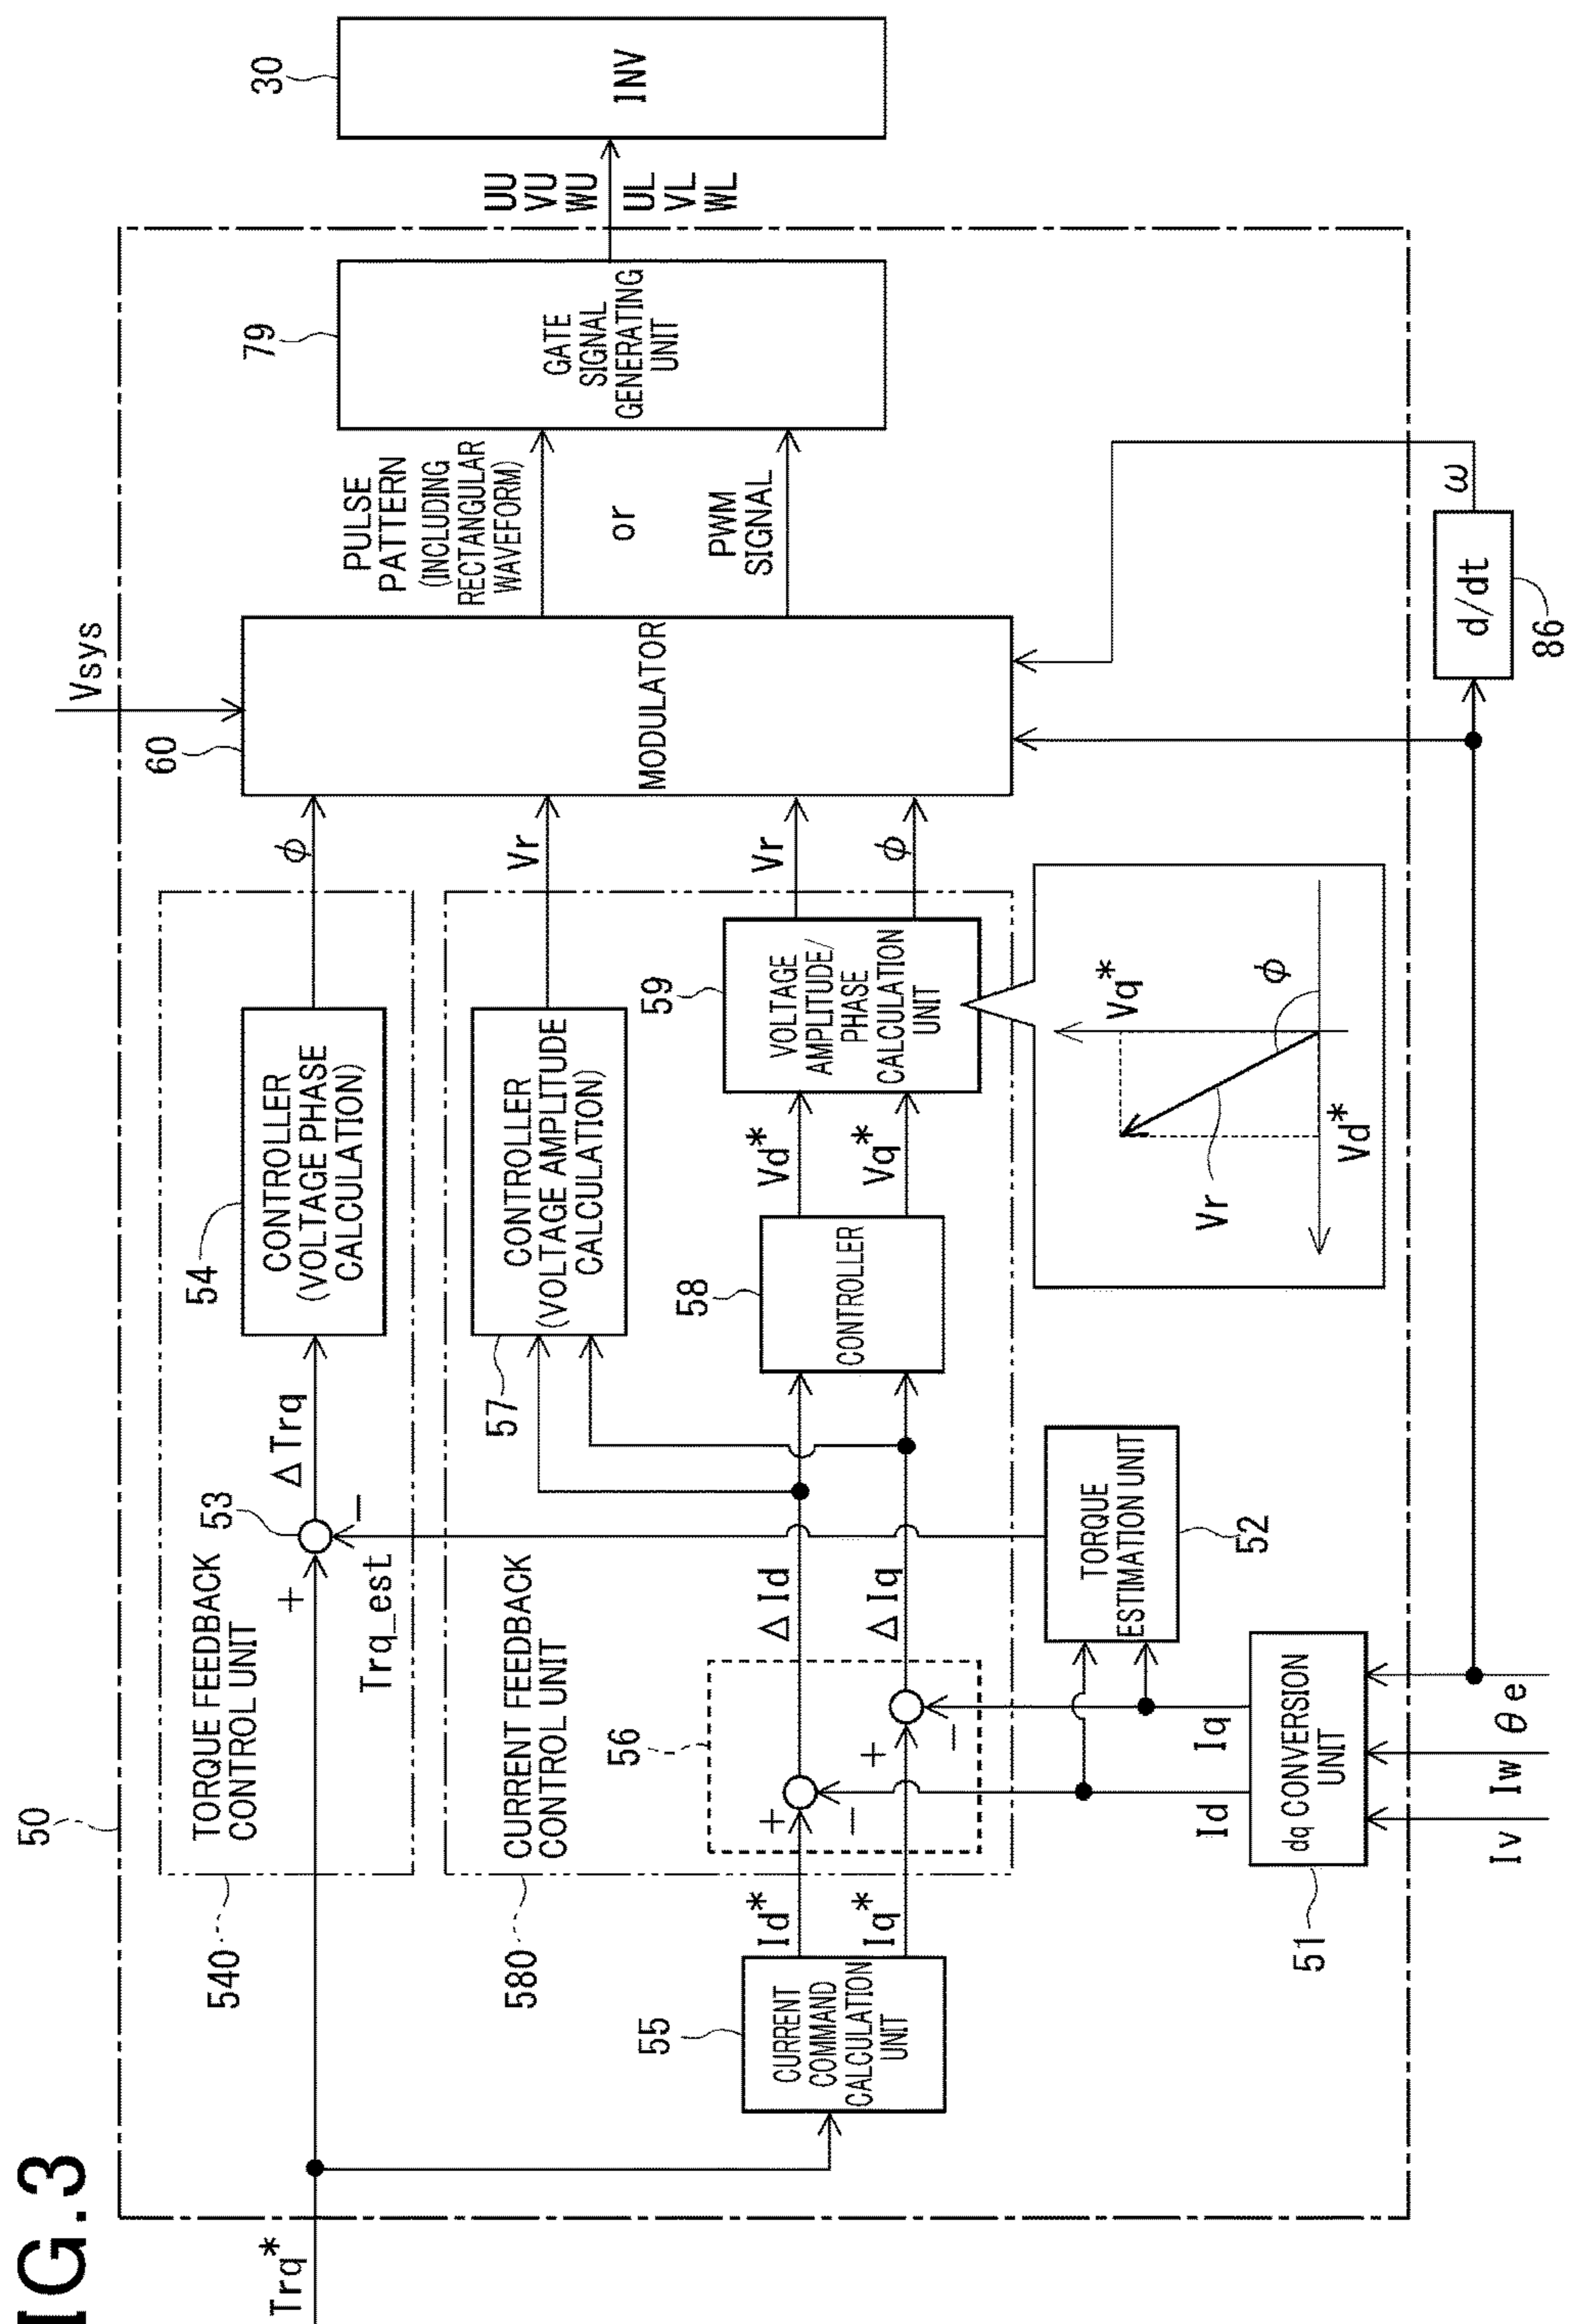 IG.3
50
Trq*
540
TORQUE FEEDBACK
CONTROL UNIT
+
53
−
Trq_est
ΔTrq
54
CONTROLLER
(VOLTAGE PHASE
CALCULATION)
φ
580
CURRENT FEEDBACK
CONTROL UNIT
57
CONTROLLER
(VOLTAGE AMPLITUDE
CALCULATION)
Vr
55
CURRENT
COMMAND
CALCULATION
UNIT
Id*
Iq*
56
+
−
+
−
ΔId
ΔIq
58
CONTROLLER
Vd*
Vq*
59
VOLTAGE
AMPLITUDE/
PHASE
CALCULATION
UNIT
Vr
φ
Vsys
60
MODULATOR
PULSE
PATTERN
(INCLUDING
RECTANGULAR
WAVEFORM)
or
PWM
SIGNAL
79
GATE
SIGNAL
GENERATING
UNIT
UU
VU
WU
UL
VL
WL
30
INV
51
dq CONVERSION
UNIT
Id
Iq
Iv
Iw
θe
TORQUE
ESTIMATION UNIT
52
Vr
Vd*
Vq*
φ
d/dt
86
ω